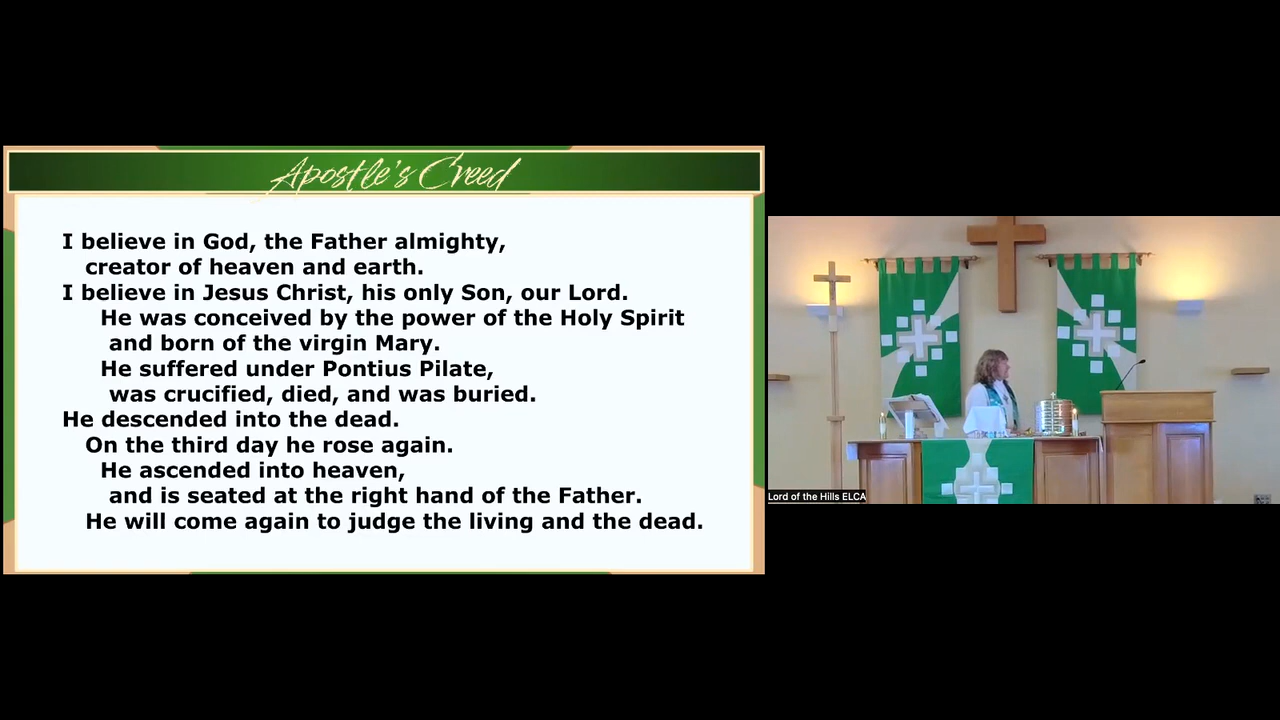 Apostle's Creed
I believe in God, the Father almighty,
creator of heaven and earth.
I believe in Jesus Christ, his only Son, our Lord.
He was conceived by the power of the Holy Spirit
and born of the virgin Mary.
He suffered under Pontius Pilate,
was crucified, died, and was buried.
He descended into the dead.
On the third day he rose again.
He ascended into heaven,
and is seated at the right hand of the Father.
He will come again to judge the living and the dead.
Lord of the Hills ELCA